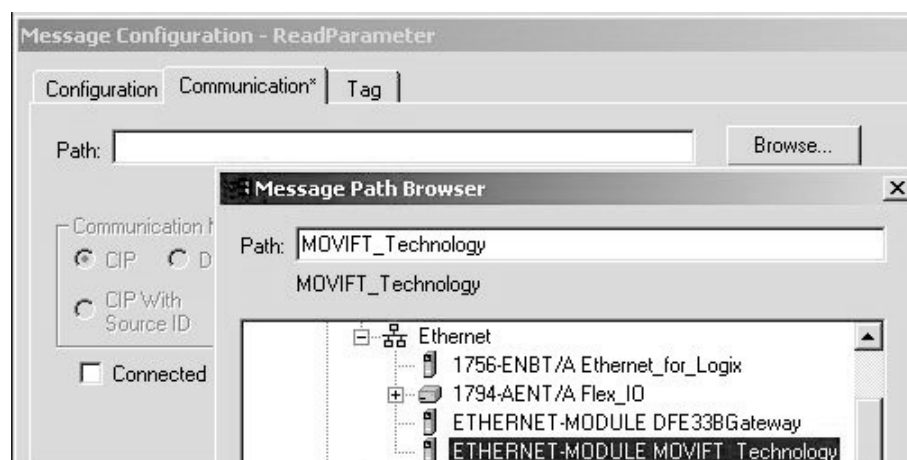 Message Configuration - ReadParameter
Configuration Communication* Tag
Path: Browse...
Message Path Browser
Path: MOVIFT_Technology
MOVIFT_Technology
Communication
CIP D
CIP With
Source ID
Connected
Ethernet
1756-ENBT/A Ethernet_for_Logix
1794-AENT/A Flex_IO
ETHERNET-MODULE DFE33BGateway
ETHERNET-MODULE MOVIFT_Technology